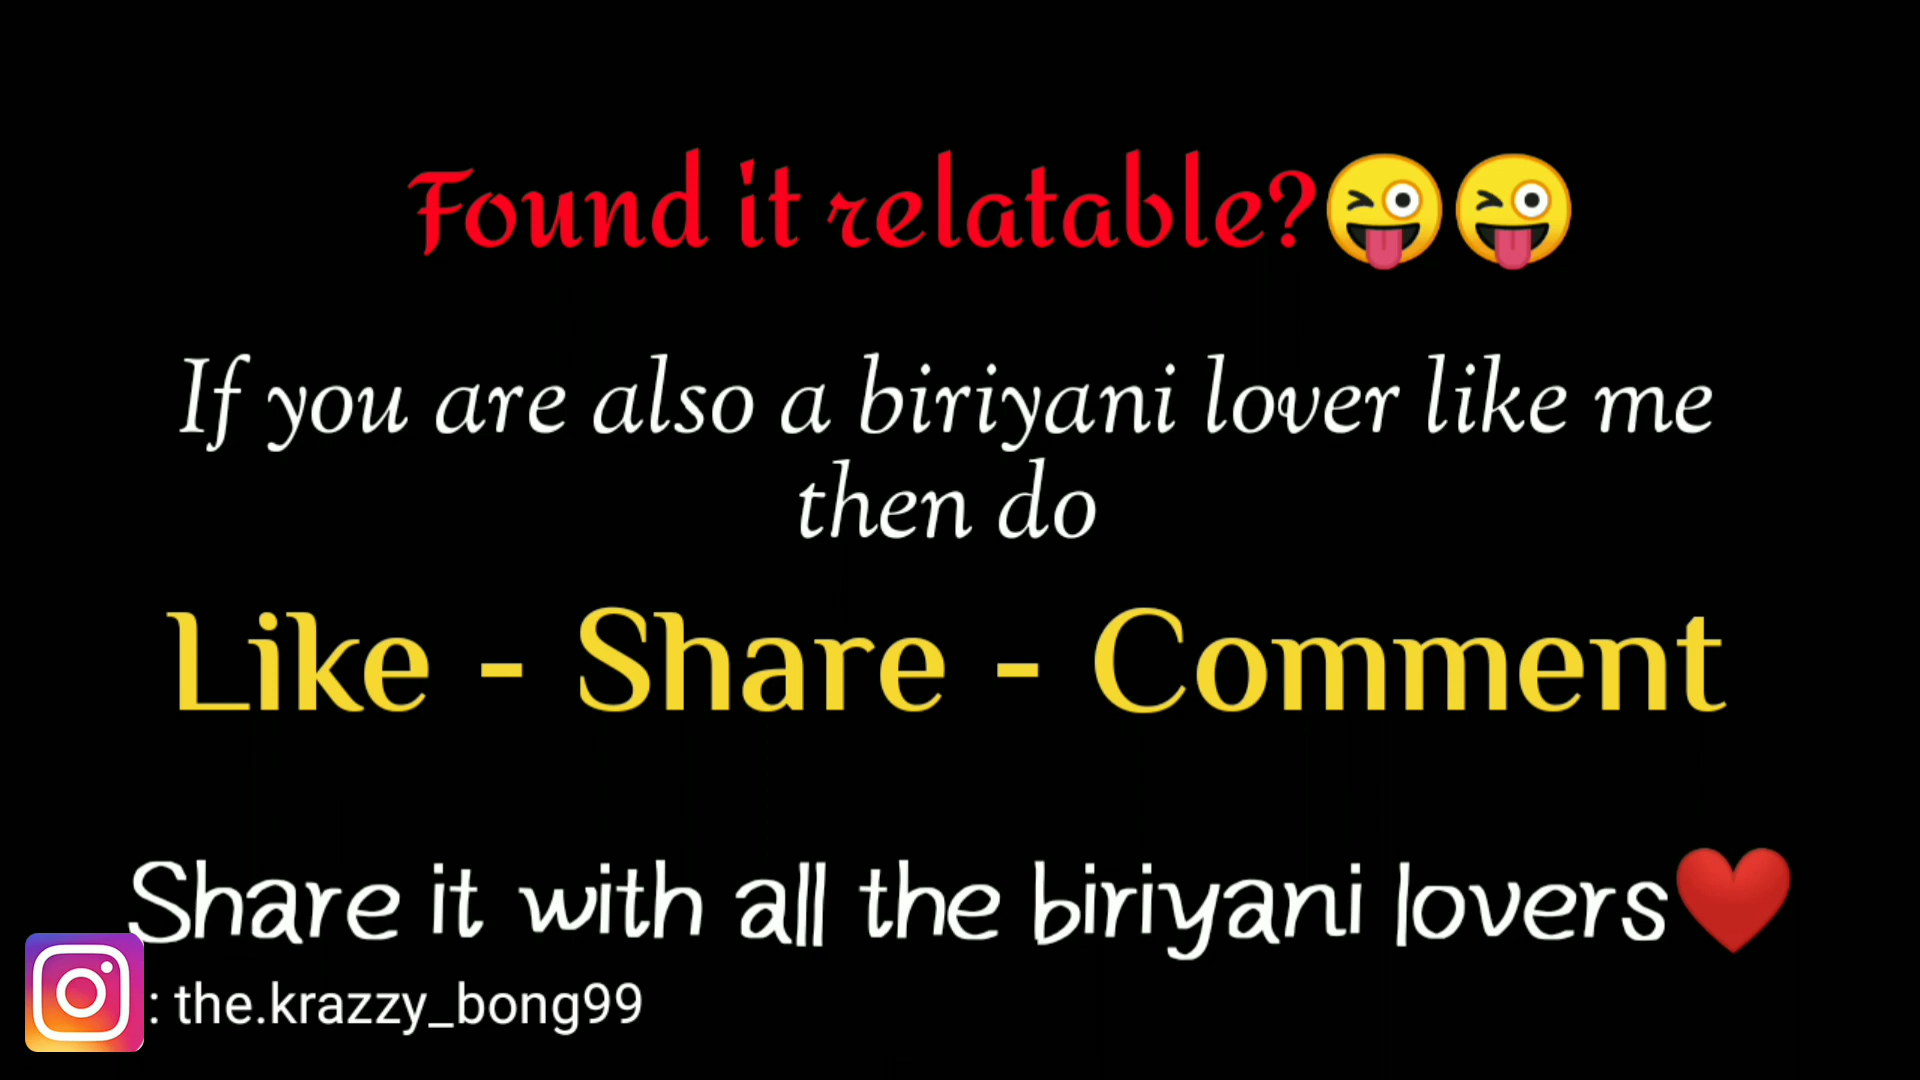 Found it relatable?😜😜
If you are also a biriyani lover like me
then do
Like - Share - Comment
Share it with all the biriyani lovers❤️
: the.krazzy_bong99